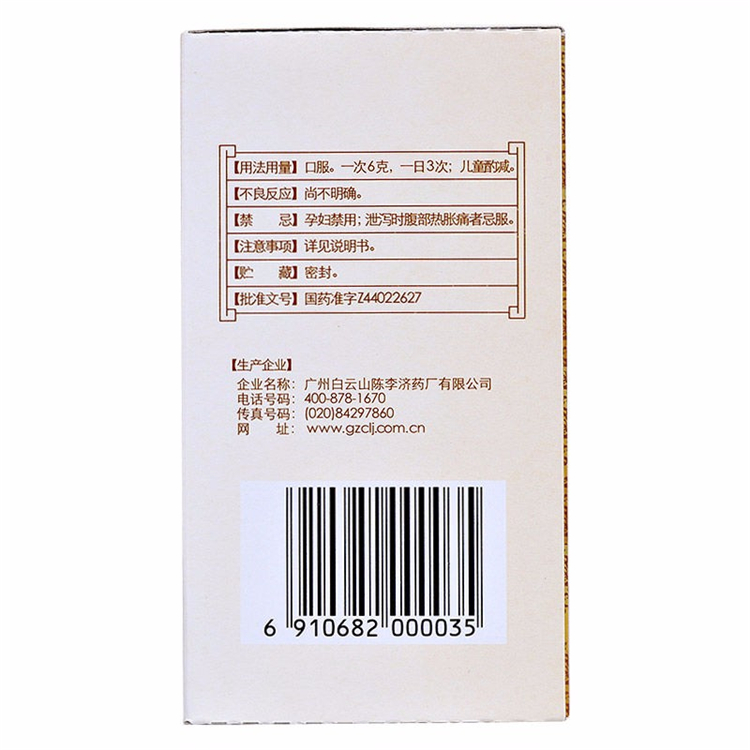 【用法用量】口服。一次6克，一日3次；儿童酌减。
【不良反应】尚不明确。
【禁　　忌】孕妇禁用；泄泻时腹部热胀痛者忌服。
【注意事项】详见说明书。
【贮　　藏】密封。
【批准文号】国药准字Z44022627
【生产企业】
企业名称：广州白云山陈李济药厂有限公司
电话号码：400-878-1670
传真号码：(020)84297860
网　　址：www.gzclj.com.cn
6 910682 000035